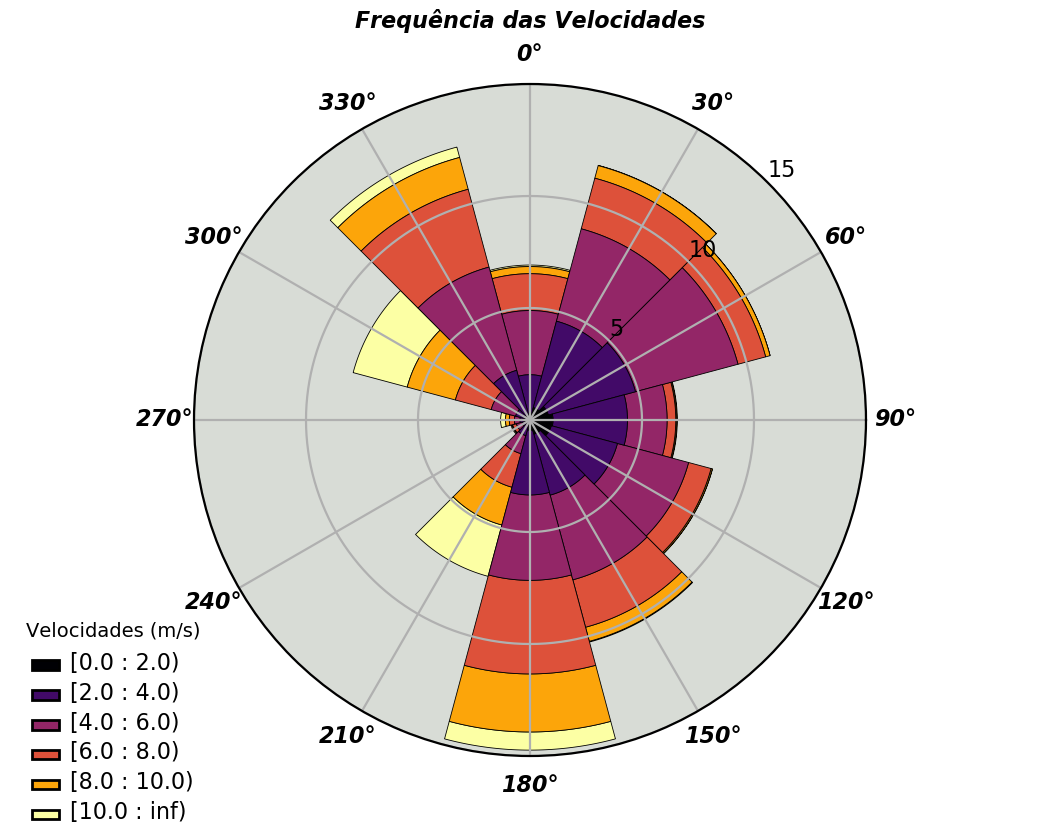 Frequência das Velocidades
0°
330°
30°
15
300°
60°
10
5
270°
90°
240°
120°
210°
150°
180°
Velocidades (m/s)
[0.0 : 2.0)
[2.0 : 4.0)
[4.0 : 6.0)
[6.0 : 8.0)
[8.0 : 10.0)
[10.0 : inf)